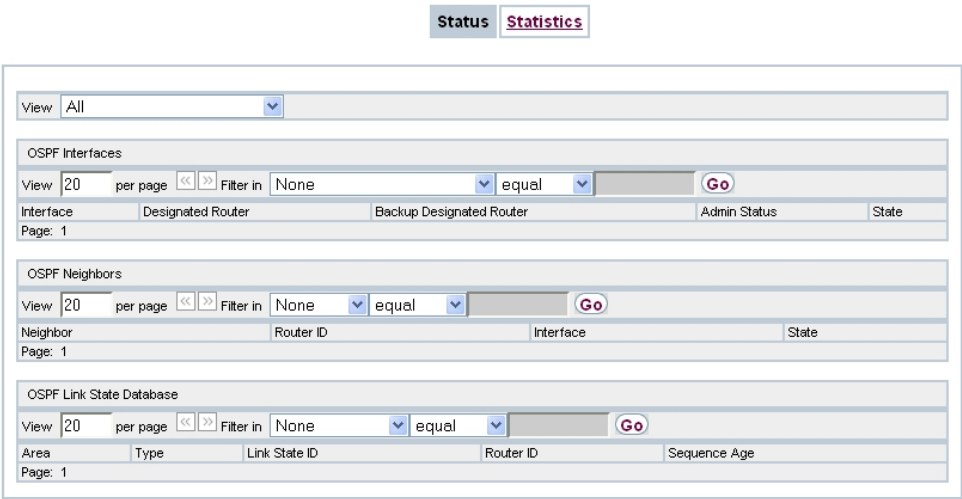 Status Statistics
View All
OSPF Interfaces
View 20 per page << >> Filter in None equal Go
Interface Designated Router Backup Designated Router Admin Status State
Page: 1
OSPF Neighbors
View 20 per page << >> Filter in None equal Go
Neighbor Router ID Interface State
Page: 1
OSPF Link State Database
View 20 per page << >> Filter in None equal Go
Area Type Link State ID Router ID Sequence Age
Page: 1